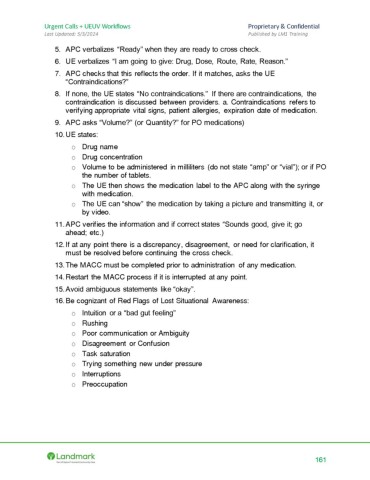 Urgent Calls + UEUV Workflows Proprietary & Confidential
Last Updated: 5/3/2024 Published by LM1 Training
5. APC verbalizes "Ready" when they are ready to cross check.
6. UE verbalizes "I am going to give: Drug, Dose, Route, Rate, Reason."
7. APC checks that this reflects the order. If it matches, asks the UE
"Contraindications?"
8. If none, the UE states "No contraindications." If there are contraindications, the
contraindication is discussed between providers. a. Contraindications refers to
verifying appropriate vital signs, patient allergies, expiration date of medication.
9. APC asks "Volume?" (or Quantity?" for PO medications)
10. UE states:
o Drug name
o Drug concentration
o Volume to be administered in milliliters (do not state "amp" or "vial"); or if PO
the number of tablets.
o The UE then shows the medication label to the APC along with the syringe
with medication.
o The UE can "show" the medication by taking a picture and transmitting it, or
by video.
11. APC verifies the information and if correct states "Sounds good, give it; go
ahead; etc.)
12. If at any point there is a discrepancy, disagreement, or need for clarification, it
must be resolved before continuing the cross check.
13. The MACC must be completed prior to administration of any medication.
14. Restart the MACC process if it is interrupted at any point.
15. Avoid ambiguous statements like "okay".
16. Be cognizant of Red Flags of Lost Situational Awareness:
o Intuition or a "bad gut feeling"
o Rushing
o Poor communication or Ambiguity
o Disagreement or Confusion
o Task saturation
o Trying something new under pressure
o Interruptions
o Preoccupation
Landmark
161